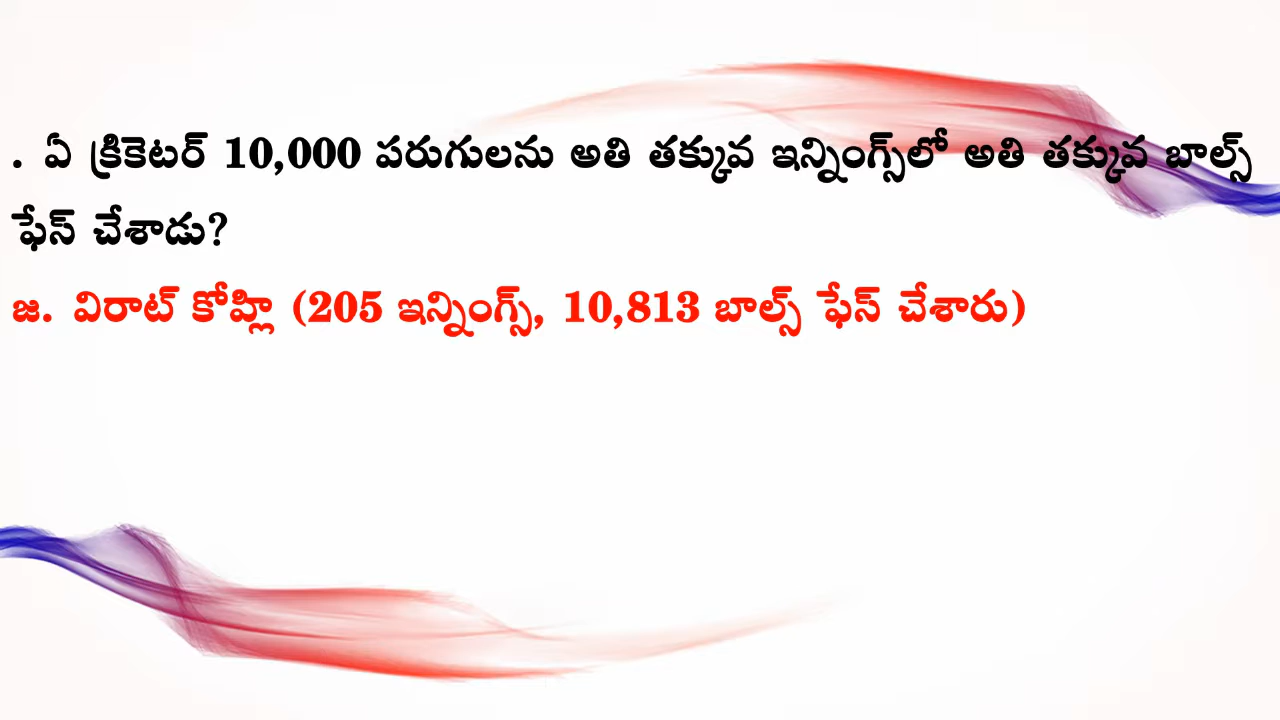 . ఏ క్రికెటర్ 10,000 పరుగులను అతి తక్కువ ఇన్నింగ్స్‌లో అతి తక్కువ బాల్స్
ఫేస్ చేశాడు?
జ. విరాట్ కోహ్లి (205 ఇన్నింగ్స్, 10,813 బాల్స్ ఫేస్ చేశారు)